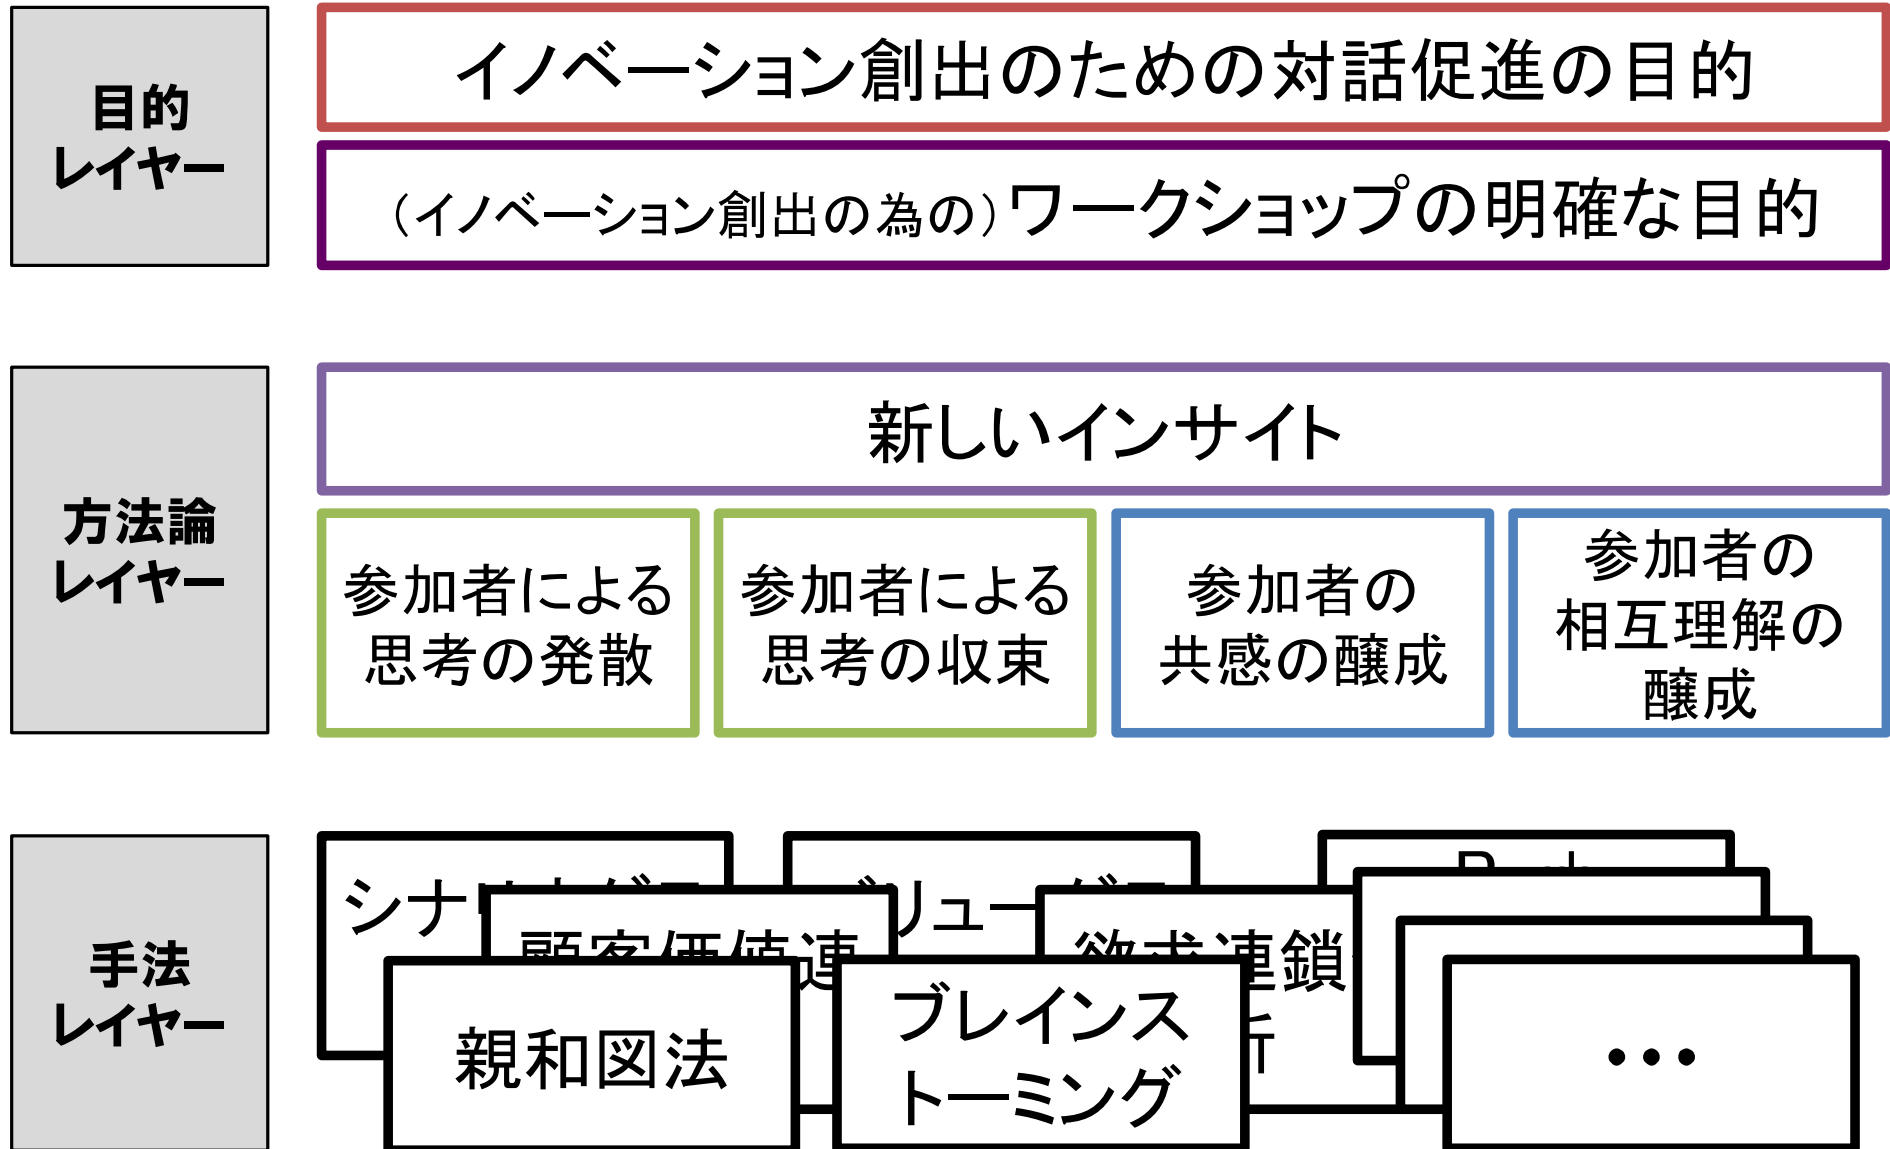 目的
レイヤー
イノベーション創出のための対話促進の目的
（イノベーション創出の為の）ワークショップの明確な目的
方法論
レイヤー
新しいインサイト
参加者による
思考の発散
参加者による
思考の収束
参加者の
共感の醸成
参加者の
相互理解の
醸成
手法
レイヤー
顧客価値連
欲求連鎖
親和図法
ブレインス
トーミング
・・・